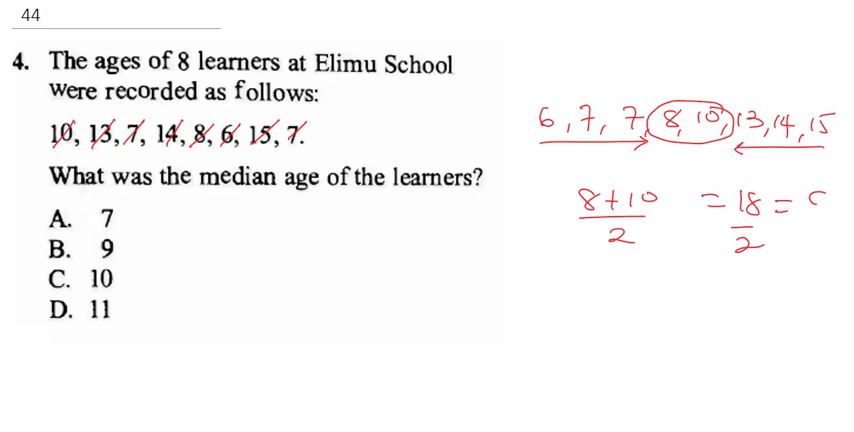 44
4. The ages of 8 learners at Elimu School
were recorded as follows:
10, 13, 7, 14, 8, 6, 15, 7.
What was the median age of the learners?
A. 7
B. 9
C. 10
D. 11
6, 7, 7, 8, 10, 13, 14, 15
8+10
2
= 18 =
2